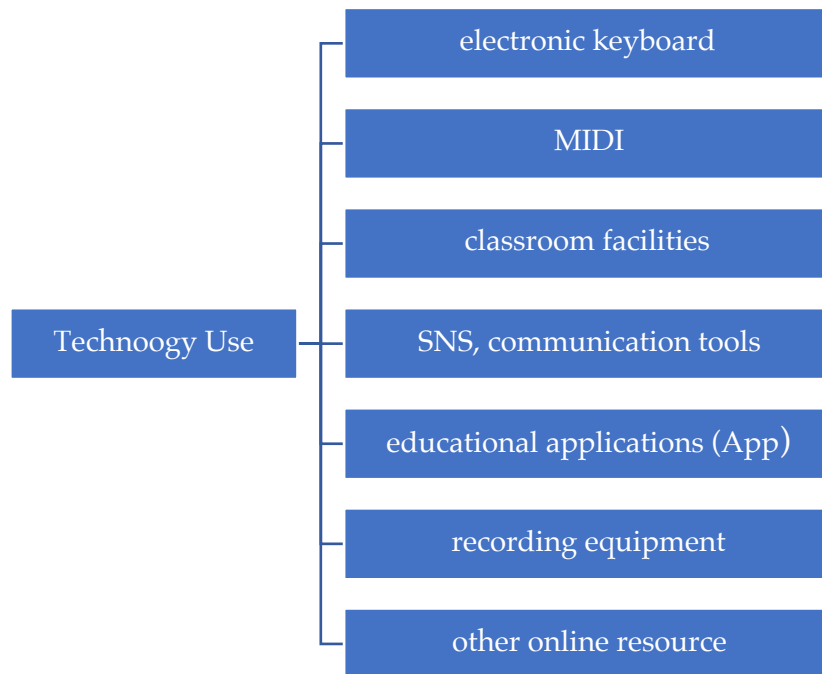 electronic keyboard
MIDI
classroom facilities
Technoogy Use
SNS, communication tools
educational applications (App)
recording equipment
other online resource